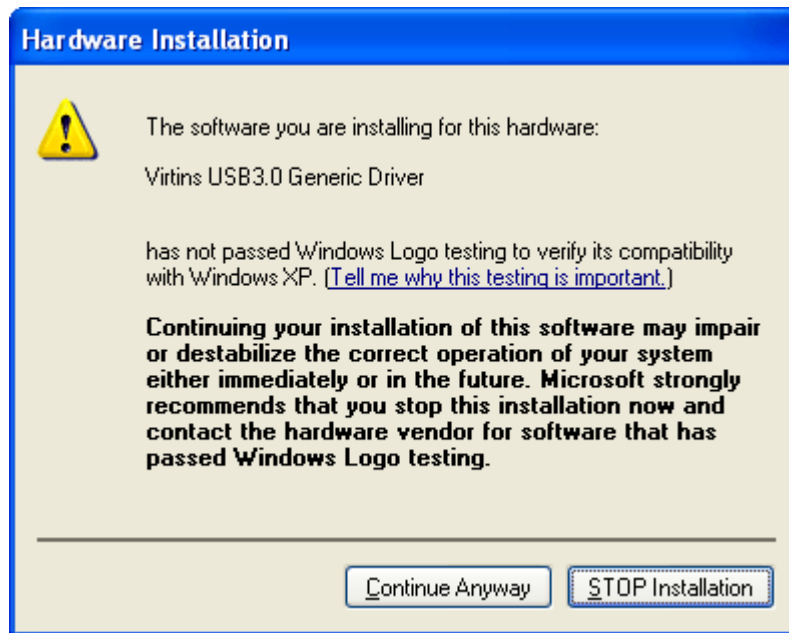 Hardware Installation
The software you are installing for this hardware:
Virtins USB3.0 Generic Driver
has not passed Windows Logo testing to verify its compatibility
with Windows XP. (Tell me why this testing is important.)
Continuing your installation of this software may impair
or destabilize the correct operation of your system
either immediately or in the future. Microsoft strongly
recommends that you stop this installation now and
contact the hardware vendor for software that has
passed Windows Logo testing.
Continue Anyway
STOP Installation